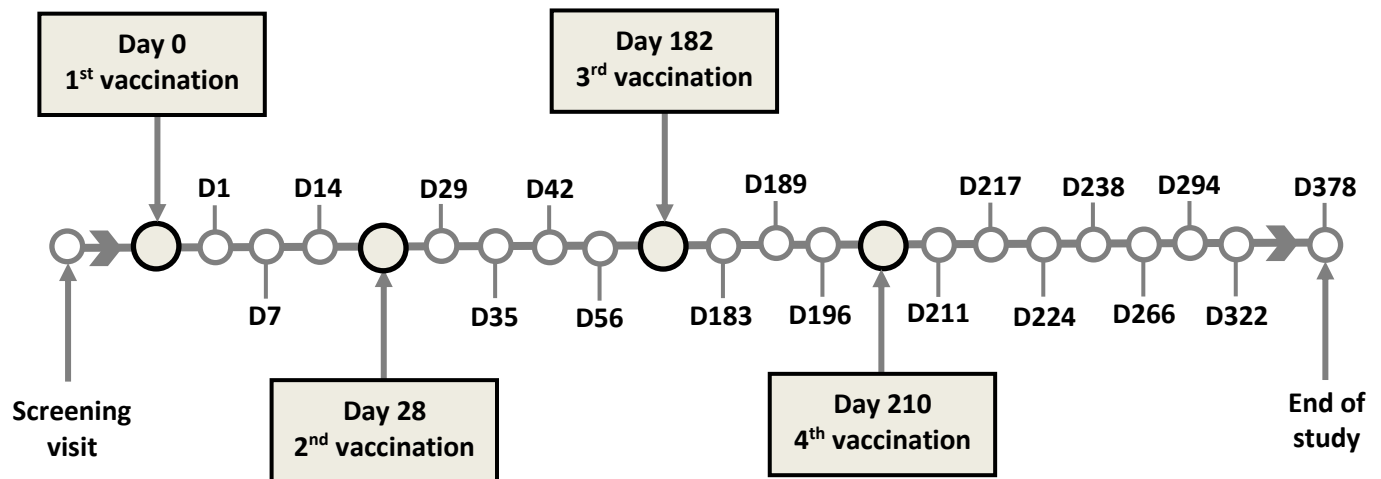 Day 0
1st vaccination
Day 182
3rd vaccination
D1
D14
D29
D42
D189
D217
D238
D294
D378
D7
D35
D56
D183
D196
D211
D224
D266
D322
Screening
visit
Day 28
2nd vaccination
Day 210
4th vaccination
End of
study